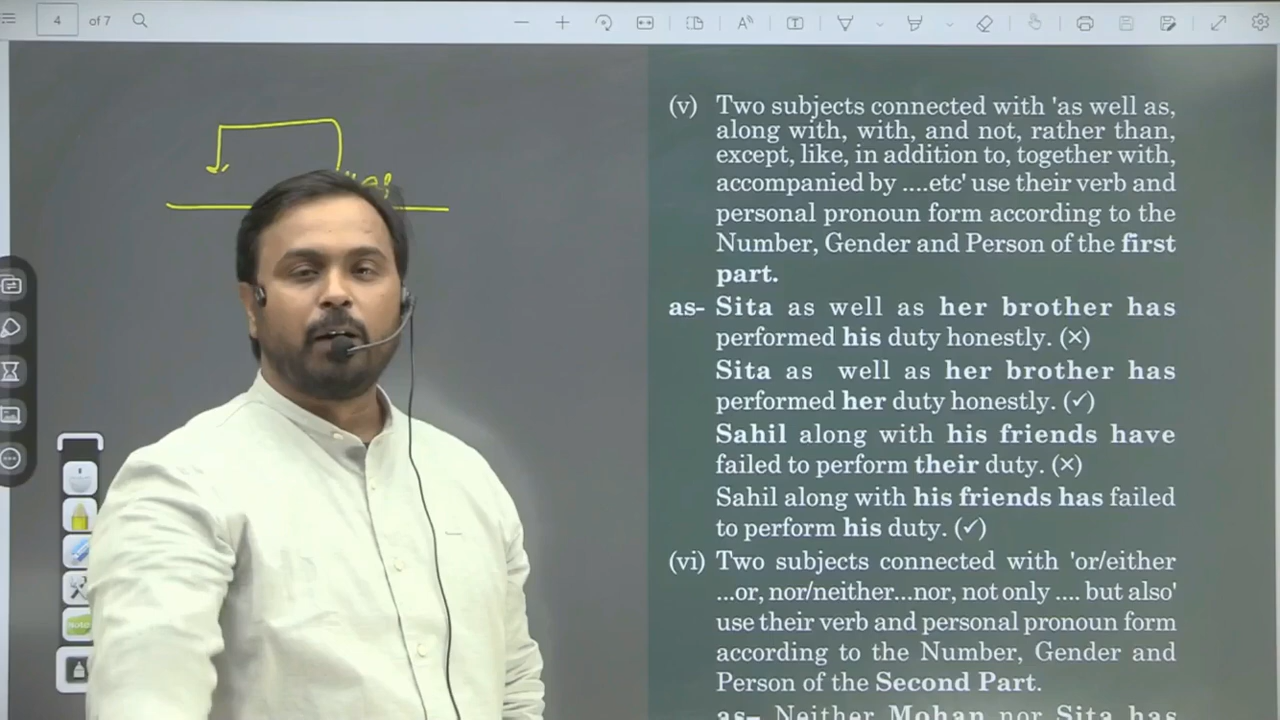 4 of 7
(v) Two subjects connected with 'as well as,
along with, with, and not, rather than,
except, like, in addition to, together with,
accompanied by ....etc' use their verb and
personal pronoun form according to the
Number, Gender and Person of the first
part.
as- Sita as well as her brother has
performed his duty honestly. (×)
Sita as well as her brother has
performed her duty honestly. (✓)
Sahil along with his friends have
failed to perform their duty. (×)
Sahil along with his friends has failed
to perform his duty. (✓)
(vi) Two subjects connected with 'or/either
...or, nor/neither...nor, not only .... but also'
use their verb and personal pronoun form
according to the Number, Gender and
Person of the Second Part.
as– Neither Mohan nor Sita has